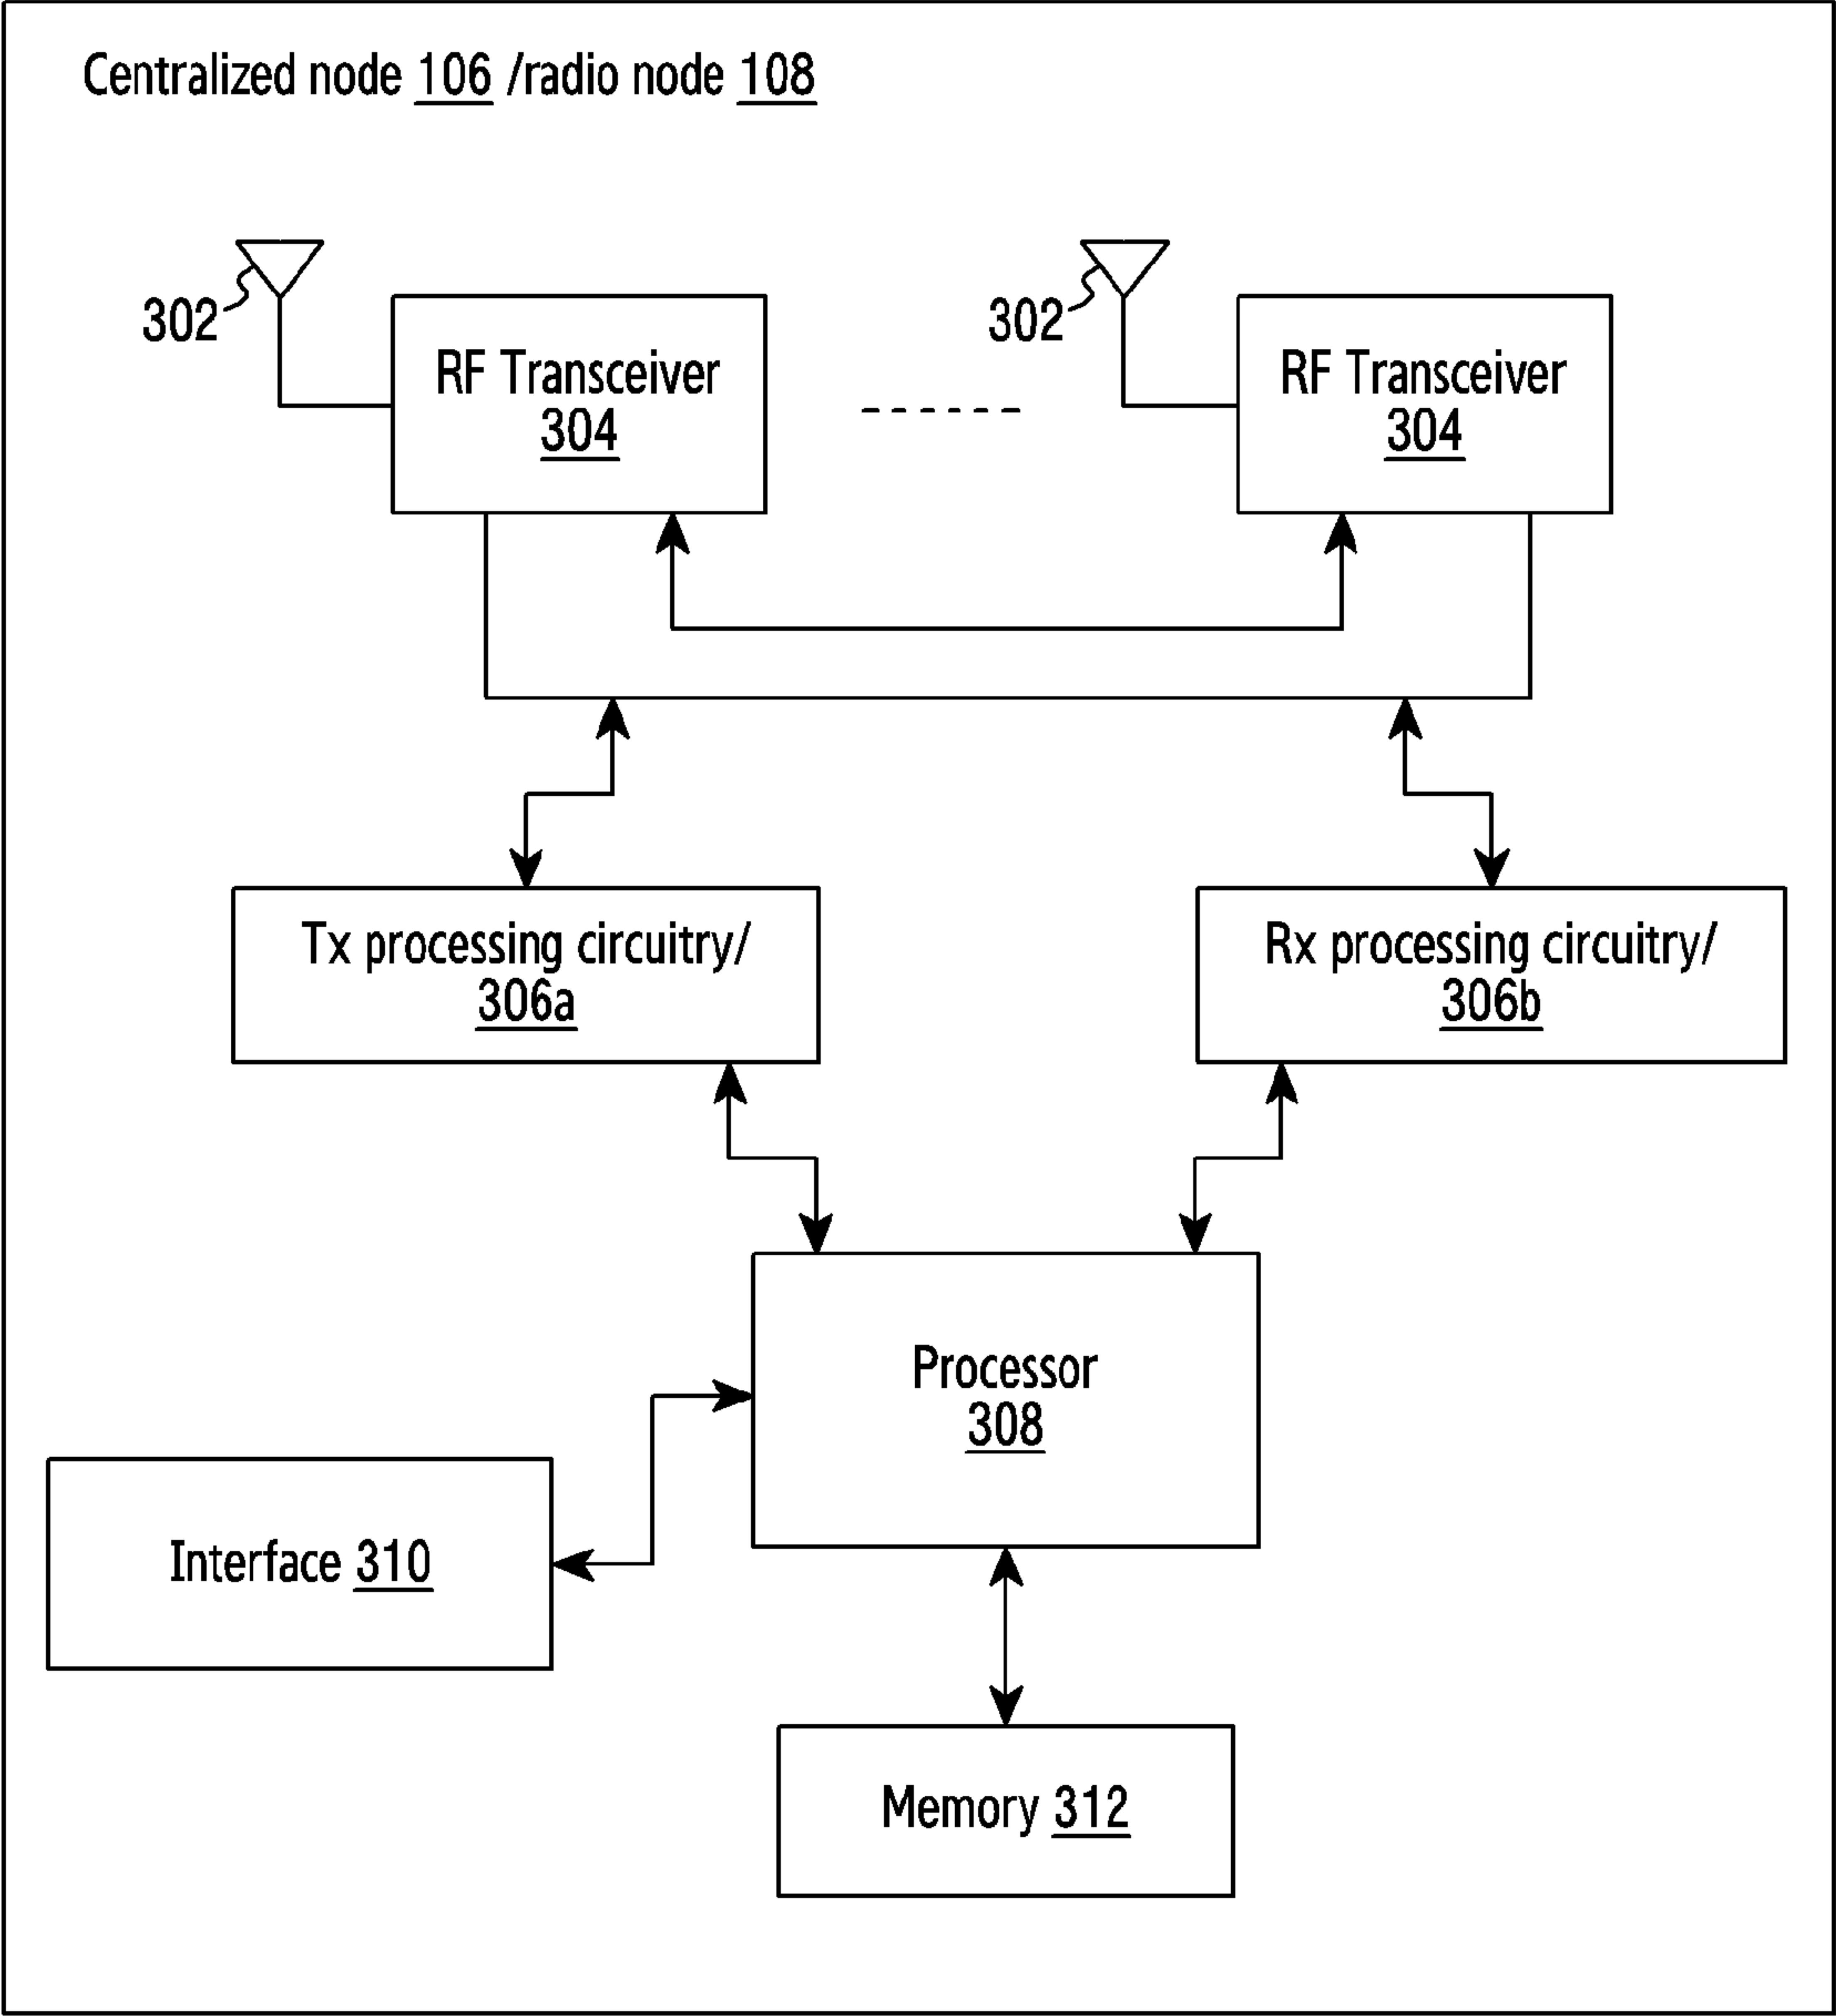 Centralized node 106 /radio node 108
302
RF Transceiver
304
302
RF Transceiver
304
Tx processing circuitry/
306a
Rx processing circuitry/
306b
Processor
308
Interface 310
Memory 312